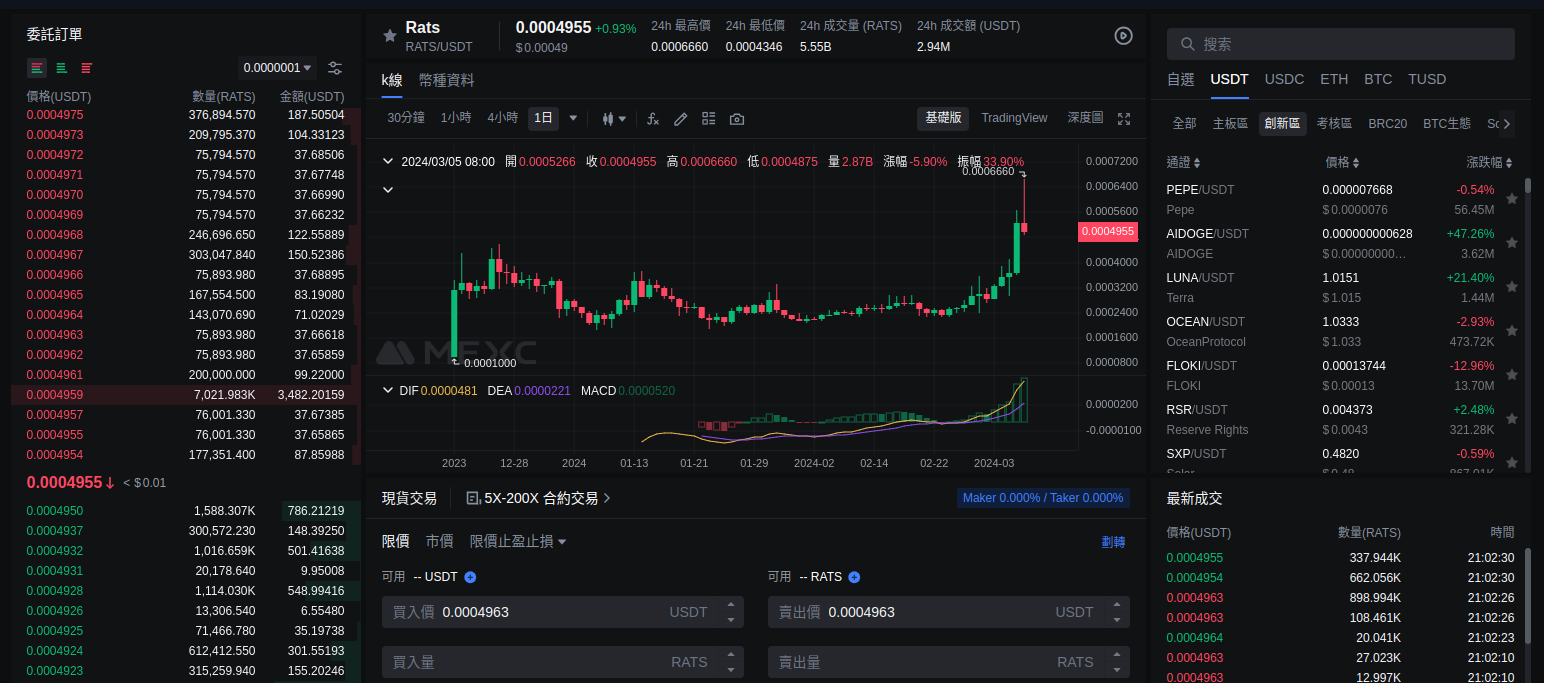 委託訂單
0.0000001
價格(USDT) 數量(RATS) 金額(USDT)
0.0004975 376,894.570 187.50504
0.0004973 209,795.370 104.33123
0.0004972 75,794.570 37.68506
0.0004971 75,794.570 37.67748
0.0004970 75,794.570 37.66990
0.0004969 75,794.570 37.66232
0.0004968 246,696.650 122.55889
0.0004967 303,047.840 150.52386
0.0004966 75,893.980 37.68895
0.0004965 167,554.500 83.19080
0.0004964 143,070.690 71.02029
0.0004963 75,893.980 37.66618
0.0004962 75,893.980 37.65859
0.0004961 200,000.000 99.22000
0.0004959 7,021.983K 3,482.20159
0.0004957 76,001.330 37.67385
0.0004955 76,001.330 37.65865
0.0004954 177,351.400 87.85988
0.0004955 < $0.01
0.0004950 1,588.307K 786.21219
0.0004937 300,572.230 148.39250
0.0004932 1,016.659K 501.41638
0.0004931 20,178.640 9.95008
0.0004928 1,114.030K 548.99416
0.0004926 13,306.540 6.55480
0.0004925 71,466.780 35.19738
0.0004924 612,412.550 301.55193
0.0004923 315,259.940 155.20246
Rats 0.0004955 +0.93% 24h 最高價 24h 最低價 24h 成交量 (RATS) 24h 成交額 (USDT)
RATS/USDT $0.00049 0.0006660 0.0004346 5.55B 2.94M
k線 幣種資料
30分鐘 1小時 4小時 1日 基礎版 TradingView 深度圖
2024/03/05 08:00 開0.0005266 收0.0004955 高0.0006660 低0.0004875 量2.87B 漲幅-5.90% 振幅33.90%
0.0006660
0.0007200
0.0006400
0.0005600
0.0004955
0.0004000
0.0003200
0.0002400
0.0001600
0.0000800
MEXC
0.0001000
DIF0.0000481 DEA0.0000221 MACD0.0000520
0.0000200
-0.0000100
2023 12-28 2024 01-13 01-21 01-29 2024-02 02-14 02-22 2024-03
現貨交易 5X-200X 合約交易 Maker 0.000% / Taker 0.000%
限價 市價 限價止盈止損 劃轉
可用 -- USDT 可用 -- RATS
買入價 0.0004963 USDT 賣出價 0.0004963 USDT
買入量 RATS 賣出量 RATS
搜索
自選 USDT USDC ETH BTC TUSD
全部 主板區 創新區 考核區 BRC20 BTC生態
通證 價格 漲跌幅
PEPE/USDT 0.000007668 -0.54%
Pepe $0.0000076 56.45M
AIDOGE/USDT 0.000000000628 +47.26%
AIDOGE $0.00000000… 3.62M
LUNA/USDT 1.0151 +21.40%
Terra $1.015 1.44M
OCEAN/USDT 1.0333 -2.93%
OceanProtocol $1.033 473.72K
FLOKI/USDT 0.00013744 -12.96%
FLOKI $0.00013 13.70M
RSR/USDT 0.004373 +2.48%
Reserve Rights $0.0043 321.28K
SXP/USDT 0.4820 -0.59%
最新成交
價格(USDT) 數量(RATS) 時間
0.0004955 337.944K 21:02:30
0.0004954 662.056K 21:02:30
0.0004963 898.994K 21:02:26
0.0004963 108.461K 21:02:26
0.0004964 20.041K 21:02:23
0.0004963 27.023K 21:02:10
0.0004963 12.997K 21:02:10